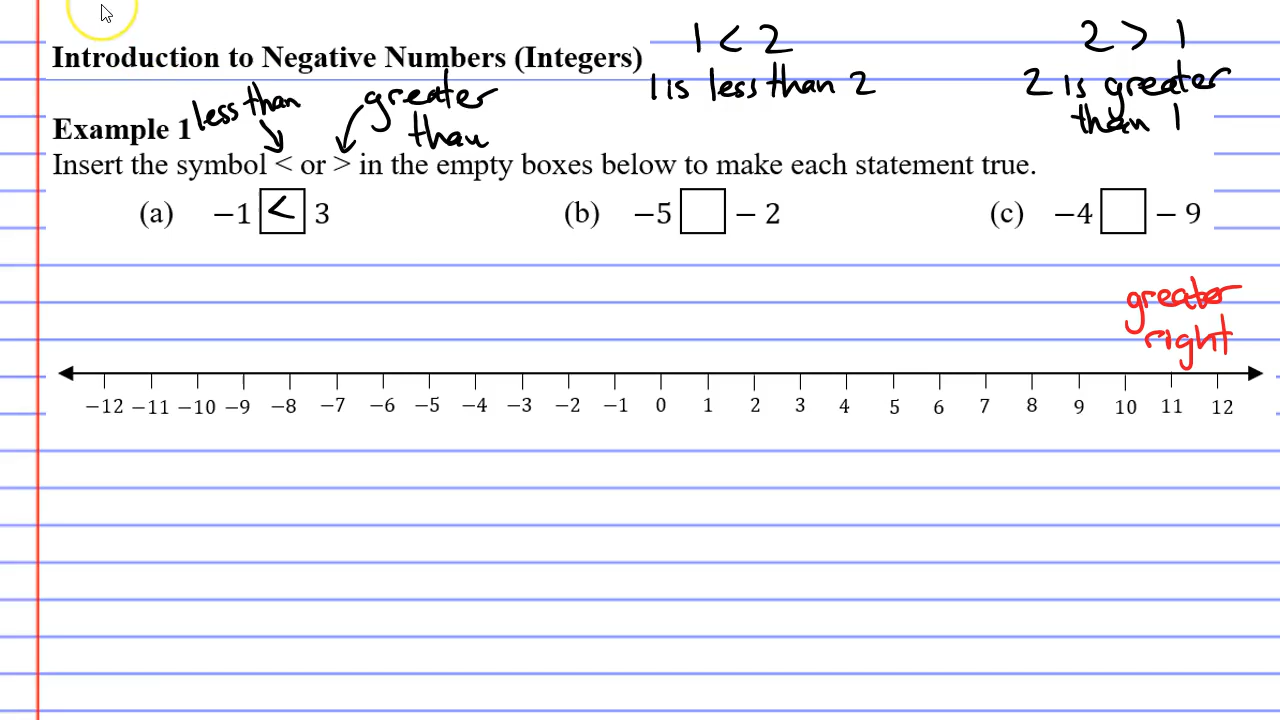 1 < 2 2 > 1
Introduction to Negative Numbers (Integers)
1 is less than 2 2 is greater
than 1
less than greater
than
Example 1
Insert the symbol < or > in the empty boxes below to make each statement true.
(a) −1 < 3 (b) −5 − 2 (c) −4 − 9
greater
right
−12 −11 −10 −9 −8 −7 −6 −5 −4 −3 −2 −1 0 1 2 3 4 5 6 7 8 9 10 11 12